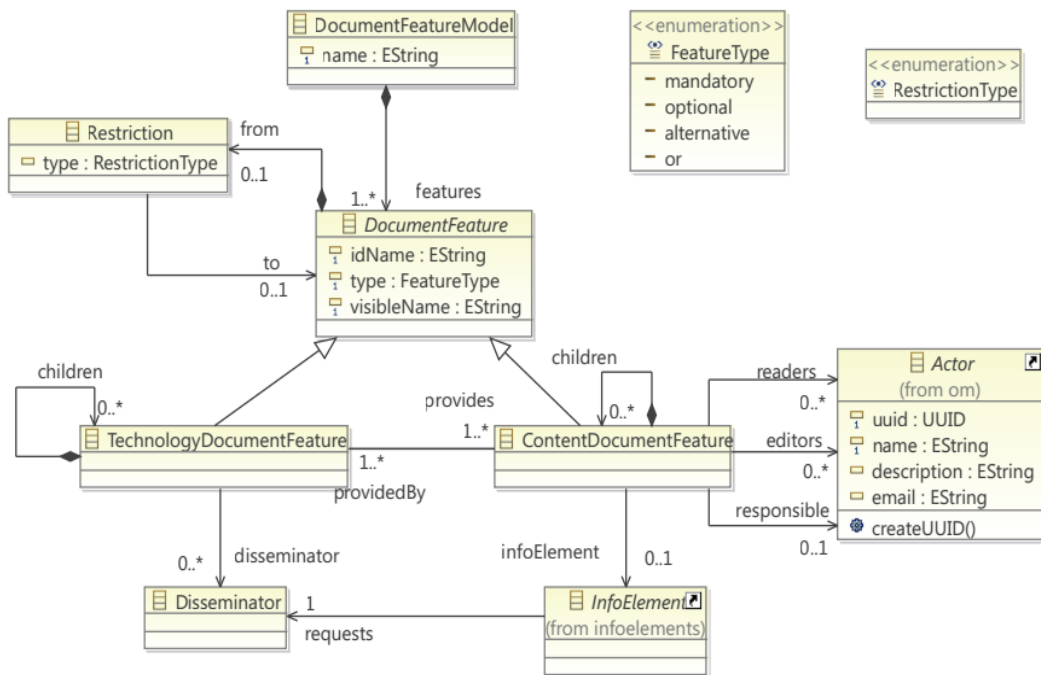 DocumentFeatureModel
name : EString
<<enumeration>>
FeatureType
mandatory
optional
alternative
or
<<enumeration>>
RestrictionType
Restriction
type : RestrictionType
from
0..1
1..*
features
DocumentFeature
idName : EString
type : FeatureType
visibleName : EString
to
0..1
children
0..*
TechnologyDocumentFeature
provides
1..*
1..*
providedBy
children
0..*
ContentDocumentFeature
readers
0..*
editors
0..*
responsible
0..1
Actor
(from om)
uuid : UUID
name : EString
description : EString
email : EString
createUUID()
0..*
disseminator
infoElement
0..1
Disseminator
1
requests
InfoElement
(from infoelements)